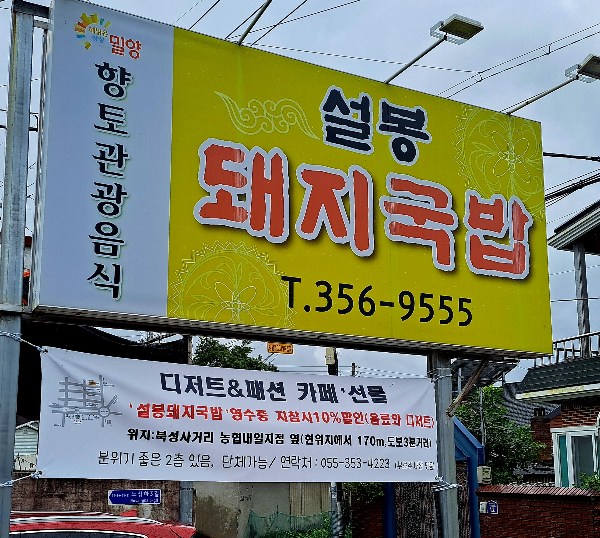 밀양
향토관광음식
설봉
돼지국밥
T.356-9555
디저트&패션 카페·선물
'설봉돼지국밥' 영수증 지참시10%할인(음료와 디저트)
위치:북성사거리 농협내일지점 옆(현위치에서 170m,도보3분거리)
분위기 좋은 2층 있음, 단체가능/ 연락처 : 055-353-4223